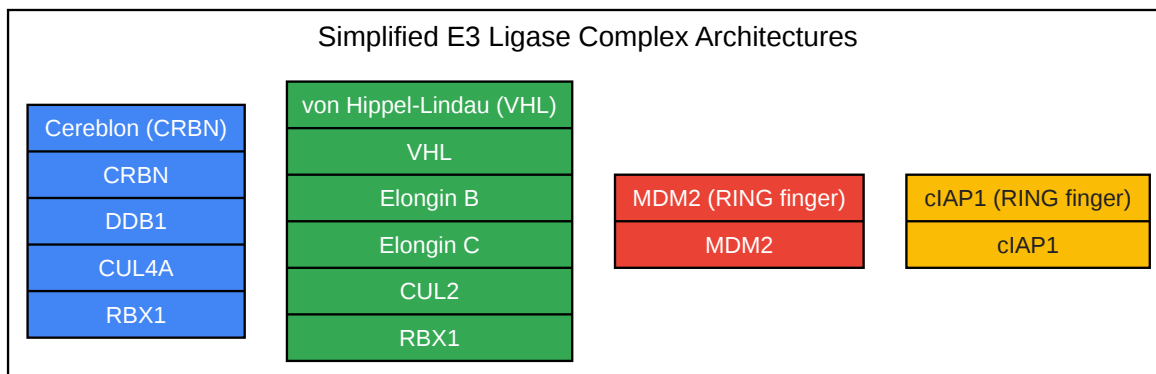 Simplified E3 Ligase Complex Architectures
Cereblon (CRBN)
CRBN
DDB1
CUL4A
RBX1
von Hippel-Lindau (VHL)
VHL
Elongin B
Elongin C
CUL2
RBX1
MDM2 (RING finger)
MDM2
cIAP1 (RING finger)
cIAP1